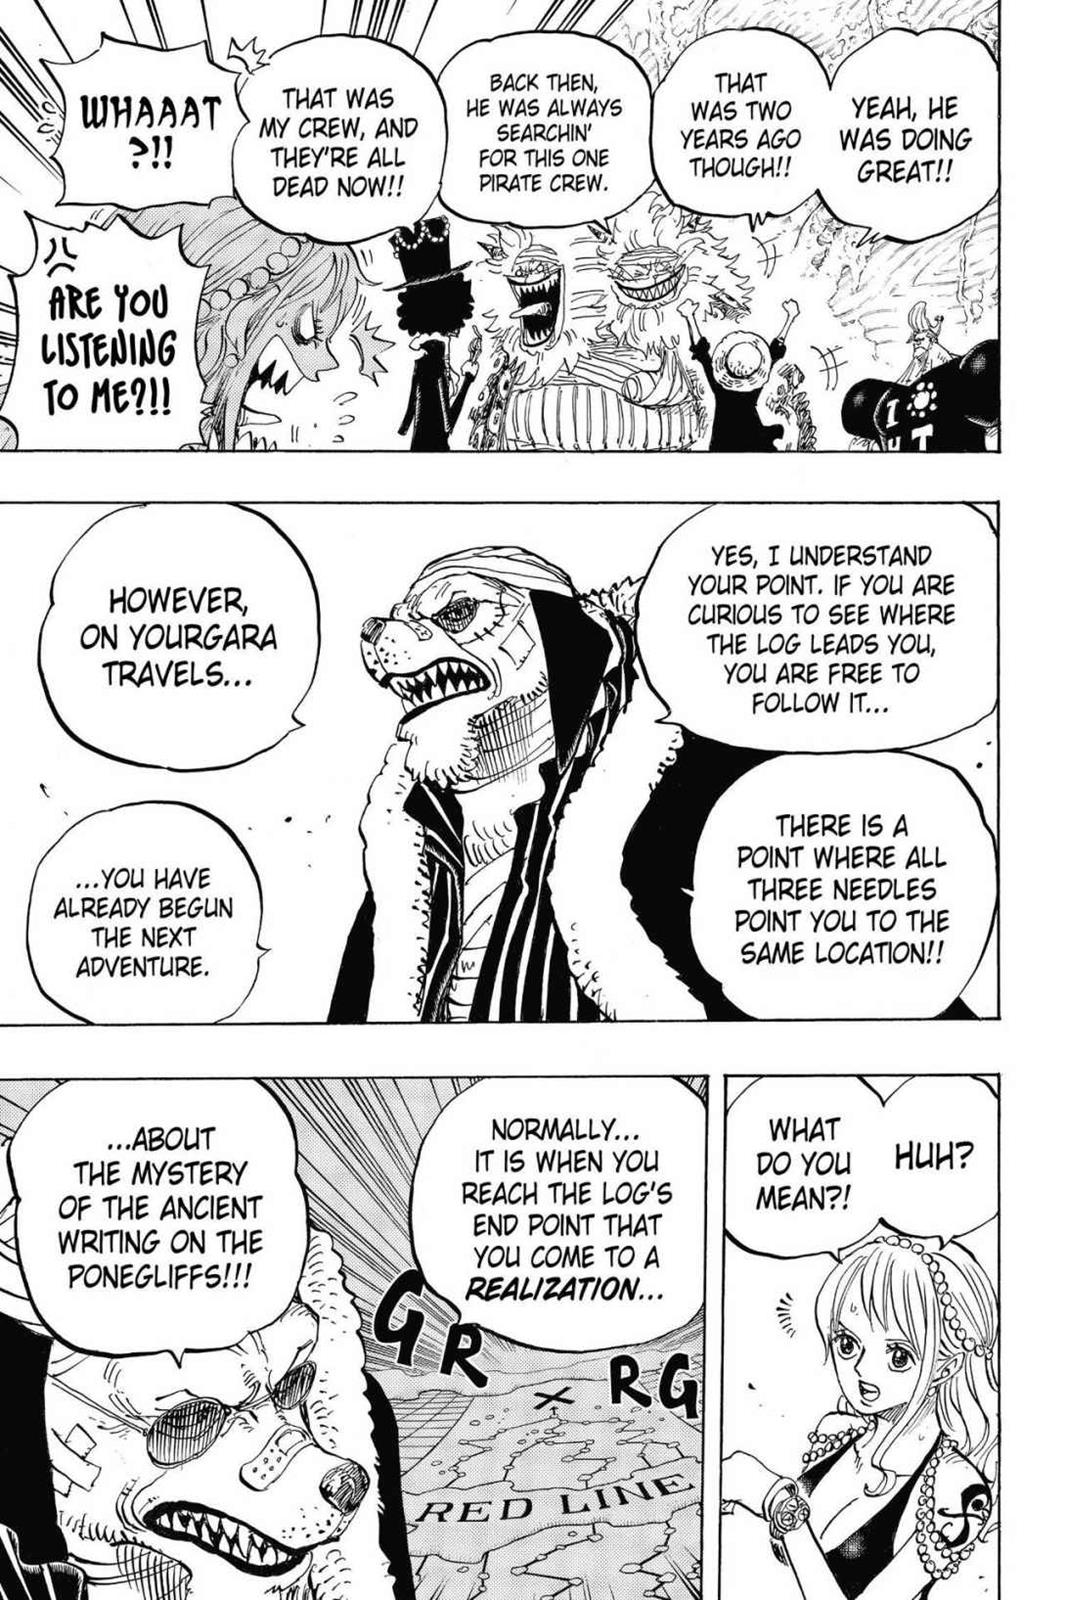 YEAH, HE
WAS DOING
GREAT!!
THAT
WAS TWO
YEARS AGO
THOUGH!!
BACK THEN,
HE WAS ALWAYS
SEARCHIN'
FOR THIS ONE
PIRATE CREW.
THAT WAS
MY CREW, AND
THEY'RE ALL
DEAD NOW!!
WHAAAT
?!!
ARE YOU
LISTENING
TO ME?!!
YES, I UNDERSTAND
YOUR POINT. IF YOU ARE
CURIOUS TO SEE WHERE
THE LOG LEADS YOU,
YOU ARE FREE TO
FOLLOW IT...
THERE IS A
POINT WHERE ALL
THREE NEEDLES
POINT YOU TO THE
SAME LOCATION!!
HOWEVER,
ON YOURGARA
TRAVELS...
...YOU HAVE
ALREADY BEGUN
THE NEXT
ADVENTURE.
HUH?
WHAT
DO YOU
MEAN?!
NORMALLY...
IT IS WHEN YOU
REACH THE LOG'S
END POINT THAT
YOU COME TO A
REALIZATION...
GR
RG
RED LINE
...ABOUT
THE MYSTERY
OF THE ANCIENT
WRITING ON THE
PONEGLIFFS!!!